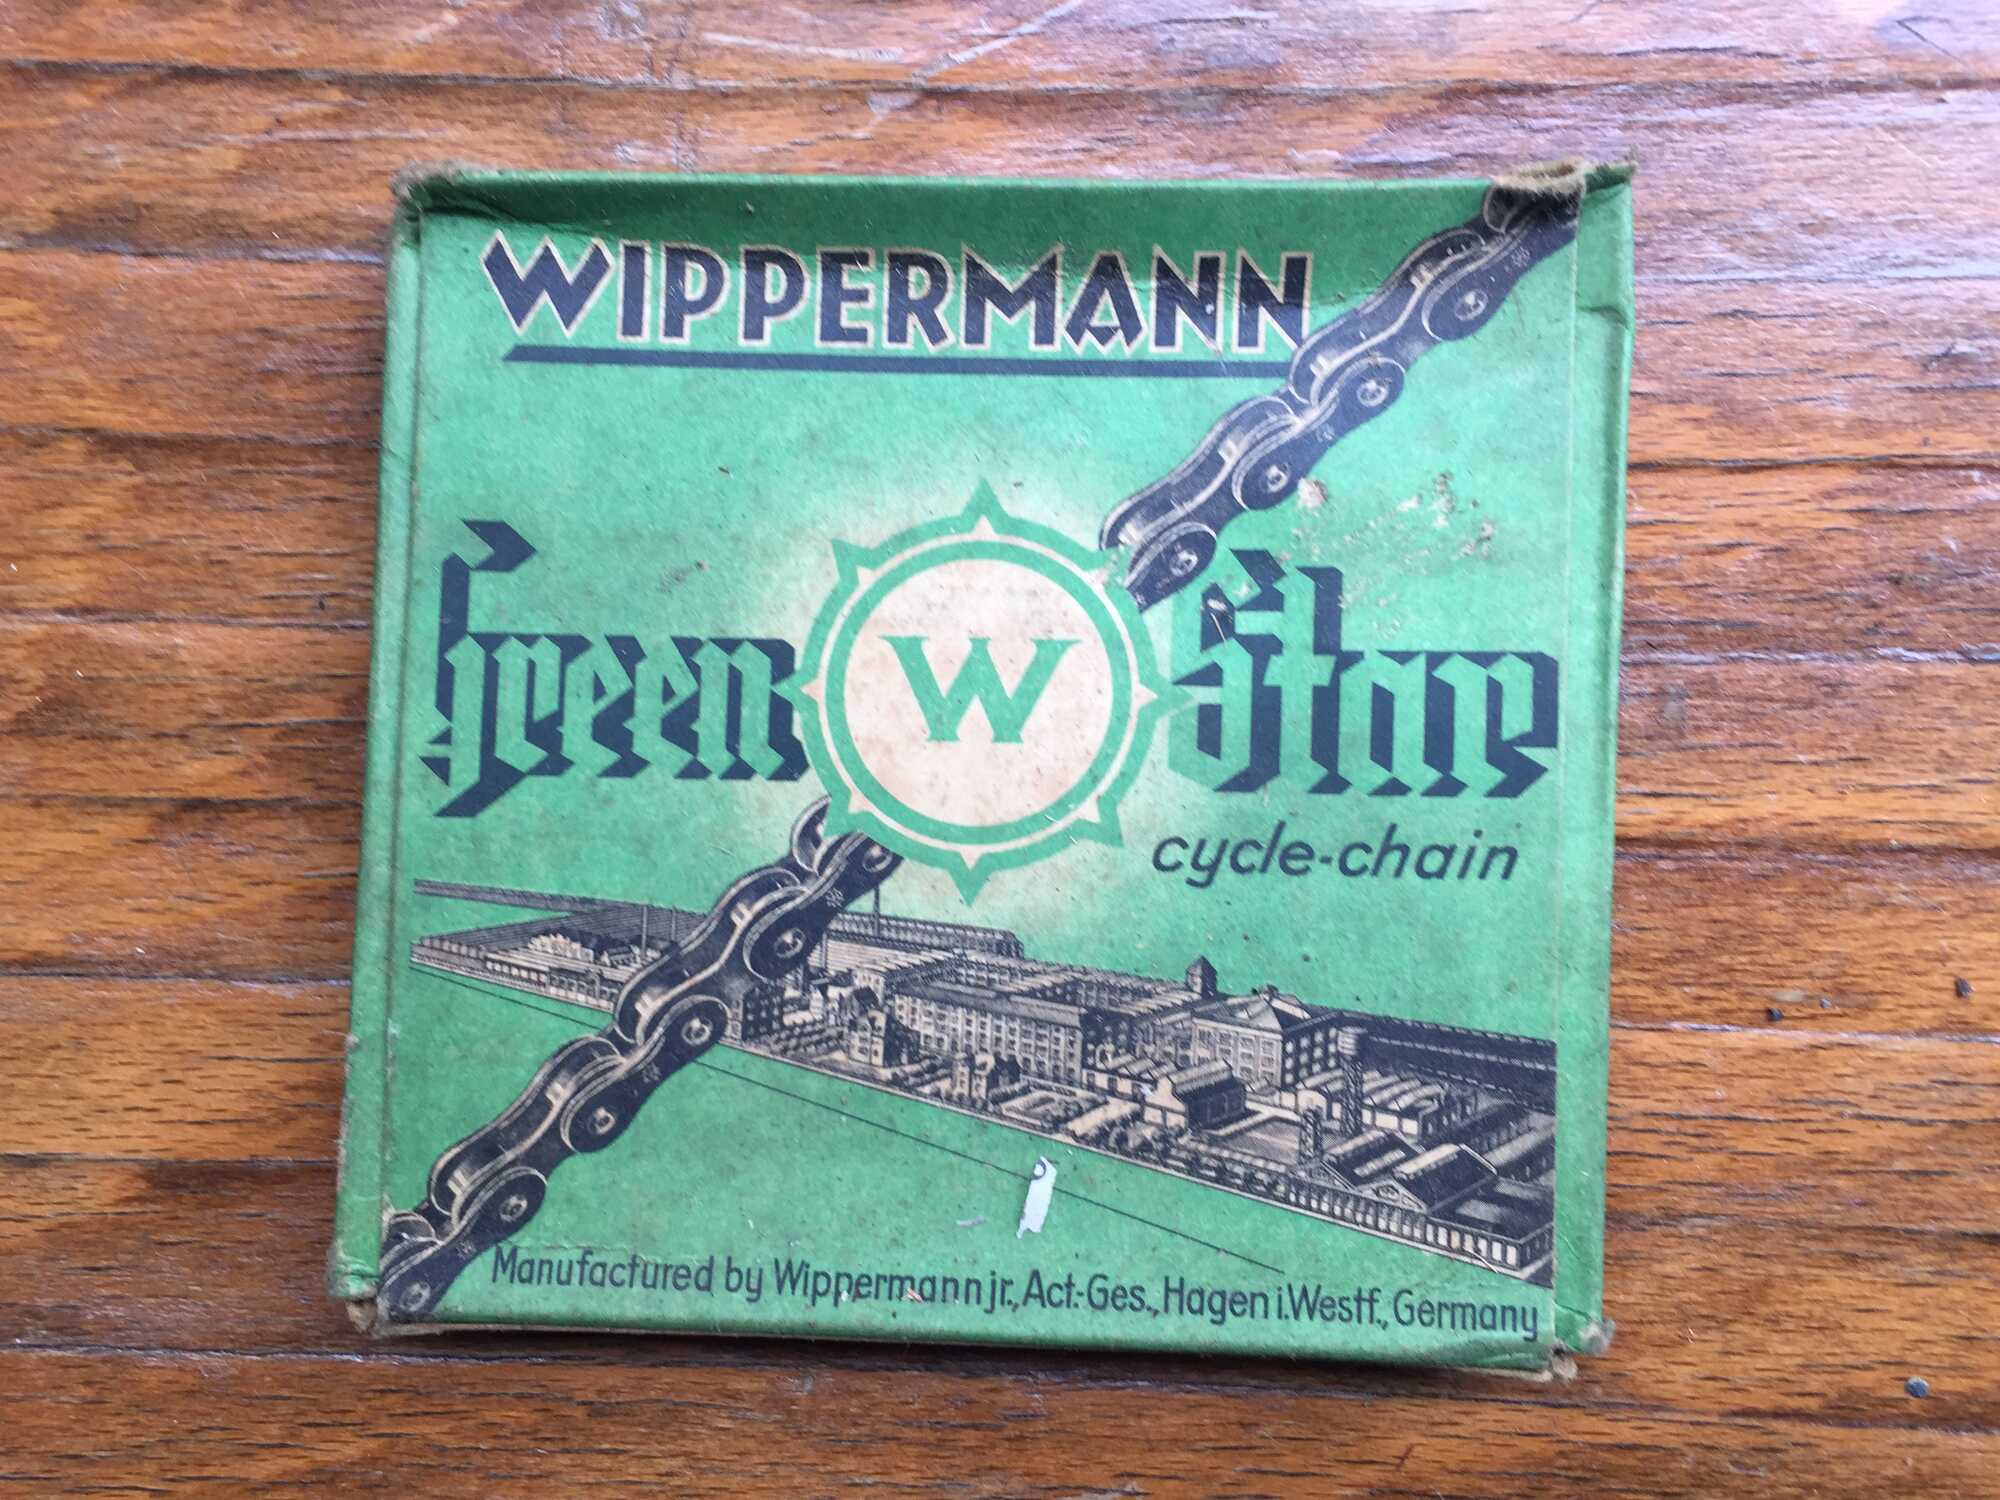 WIPPERMANN
Green W Star
cycle-chain
Manufactured by Wippermann jr., Act.-Ges., Hagen i. Westf., Germany